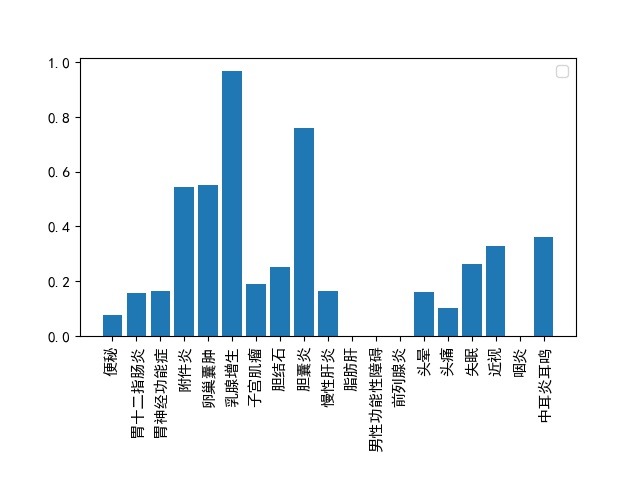 1.0
0.8
0.6
0.4
0.2
0.0
便秘
胃十二指肠炎
胃神经功能症
附件炎
卵巢囊肿
乳腺增生
子宫肌瘤
胆结石
胆囊炎
慢性肝炎
脂肪肝
男性功能性障碍
前列腺炎
头晕
头痛
失眠
近视
咽炎
中耳炎耳鸣